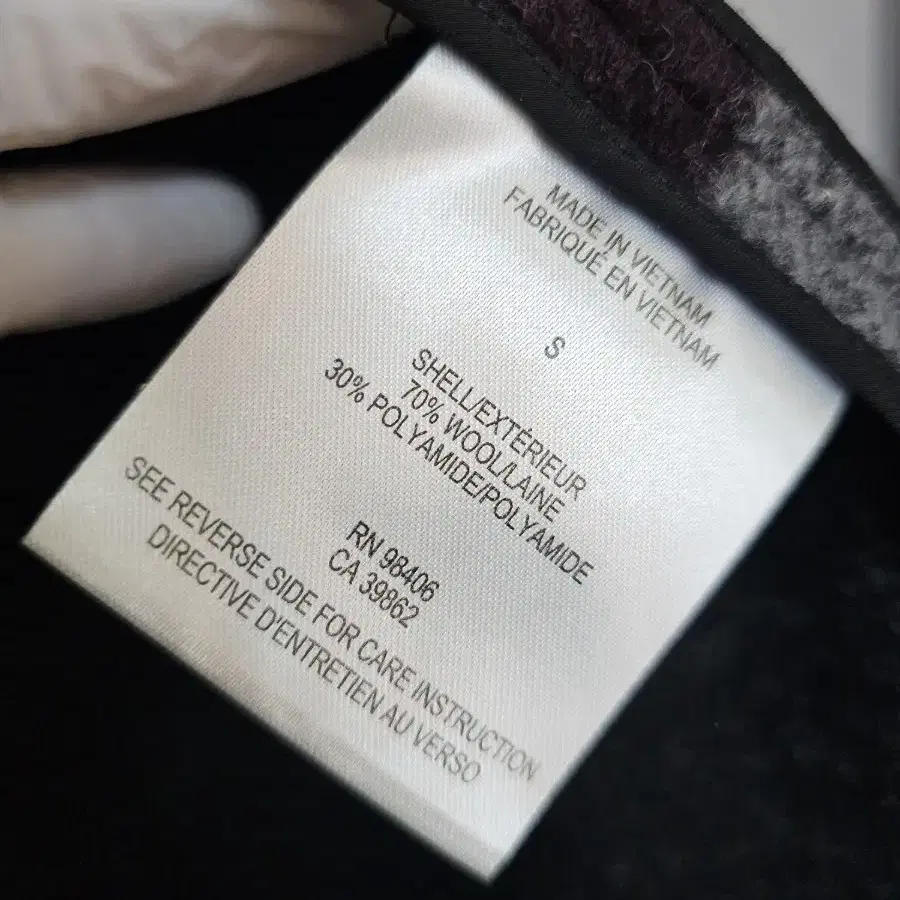 MADE IN VIETNAM
FABRIQUÉ EN VIETNAM
S
SHELL/EXTÉRIEUR
70% WOOL/LAINE
30% POLYAMIDE/POLYAMIDE
RN 98406
CA 39862
SEE REVERSE SIDE FOR CARE INSTRUCTION
DIRECTIVE D'ENTRETIEN AU VERSO